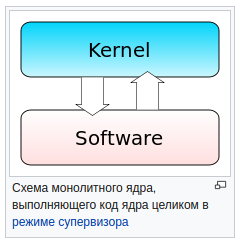 Kernel
Software
Схема монолитного ядра,
выполняющего код ядра целиком в
режиме супервизора